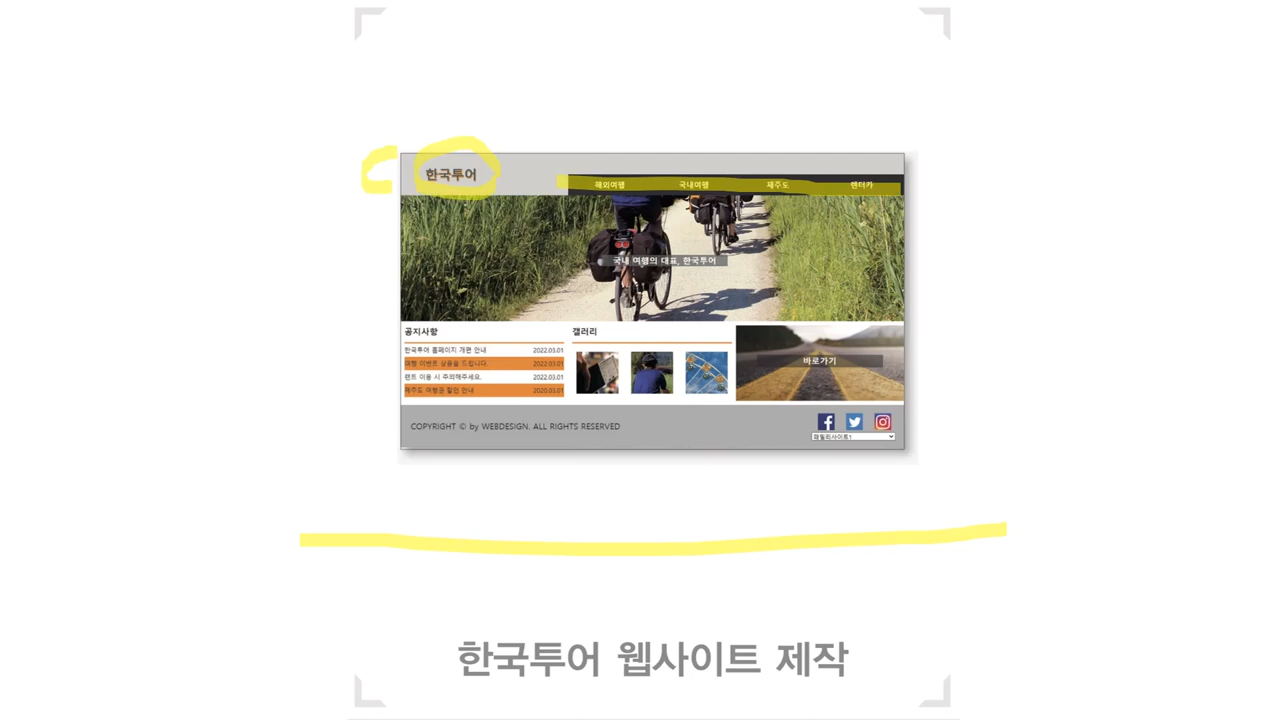 한국투어
해외여행 국내여행 제주도 렌터카
국내 여행의 대표, 한국투어
공지사항
한국투어 홈페이지 개편 안내 2022.03.01
여행 이벤트 상품을 드립니다. 2022.03.01
렌트 이용 시 주의해주세요. 2022.03.01
제주도 여행권 할인 안내 2020.03.01
갤러리
바로가기
COPYRIGHT © by WEBDESIGN. ALL RIGHTS RESERVED
패밀리사이트1
한국투어 웹사이트 제작